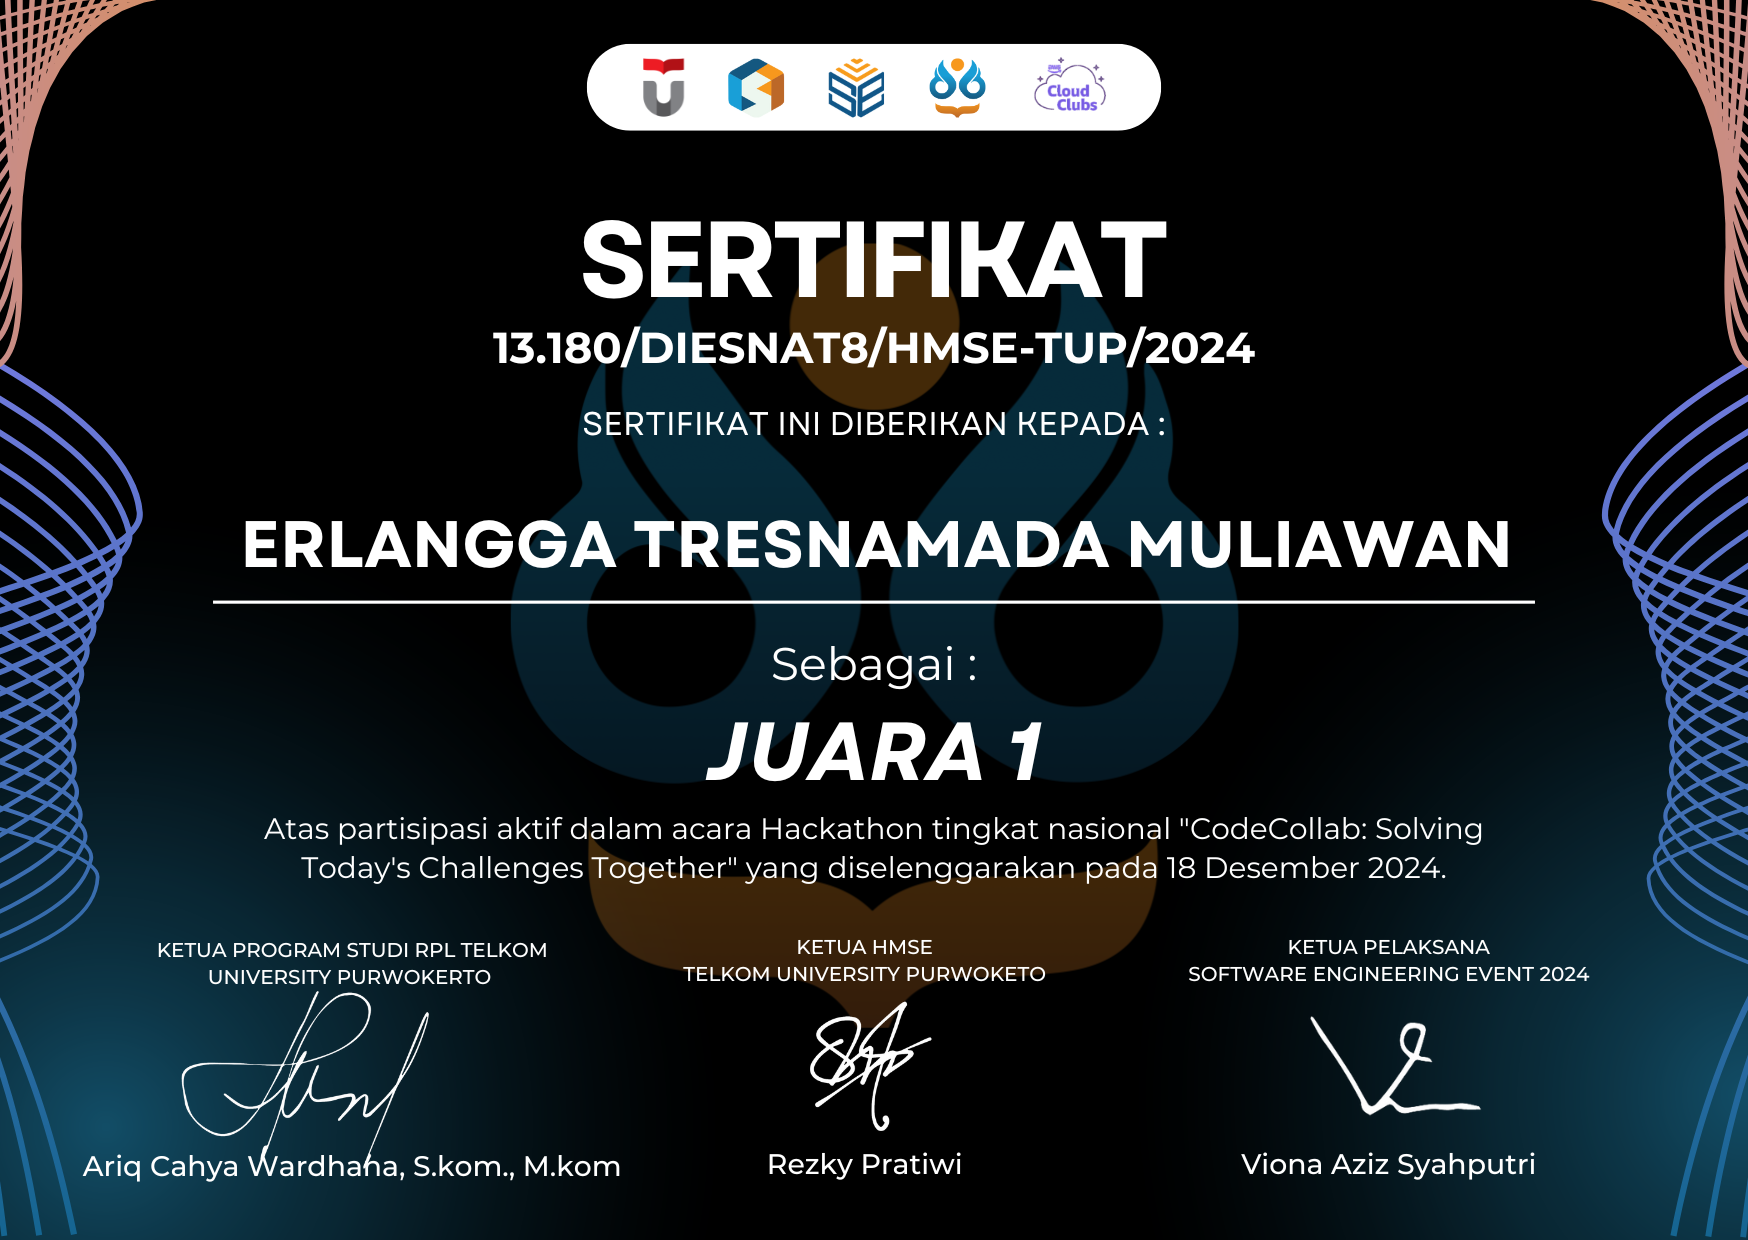 Cloud
Clubs
SERTIFIKAT
13.180/DIESNAT8/HMSE-TUP/2024
SERTIFIKAT INI DIBERIKAN KEPADA :
ERLANGGA TRESNAMADA MULIAWAN
Sebagai :
JUARA 1
Atas partisipasi aktif dalam acara Hackathon tingkat nasional "CodeCollab: Solving
Today's Challenges Together" yang diselenggarakan pada 18 Desember 2024.
KETUA PROGRAM STUDI RPL TELKOM
UNIVERSITY PURWOKERTO
Ariq Cahya Wardhana, S.kom., M.kom
KETUA HMSE
TELKOM UNIVERSITY PURWOKETO
Rezky Pratiwi
KETUA PELAKSANA
SOFTWARE ENGINEERING EVENT 2024
Viona Aziz Syahputri